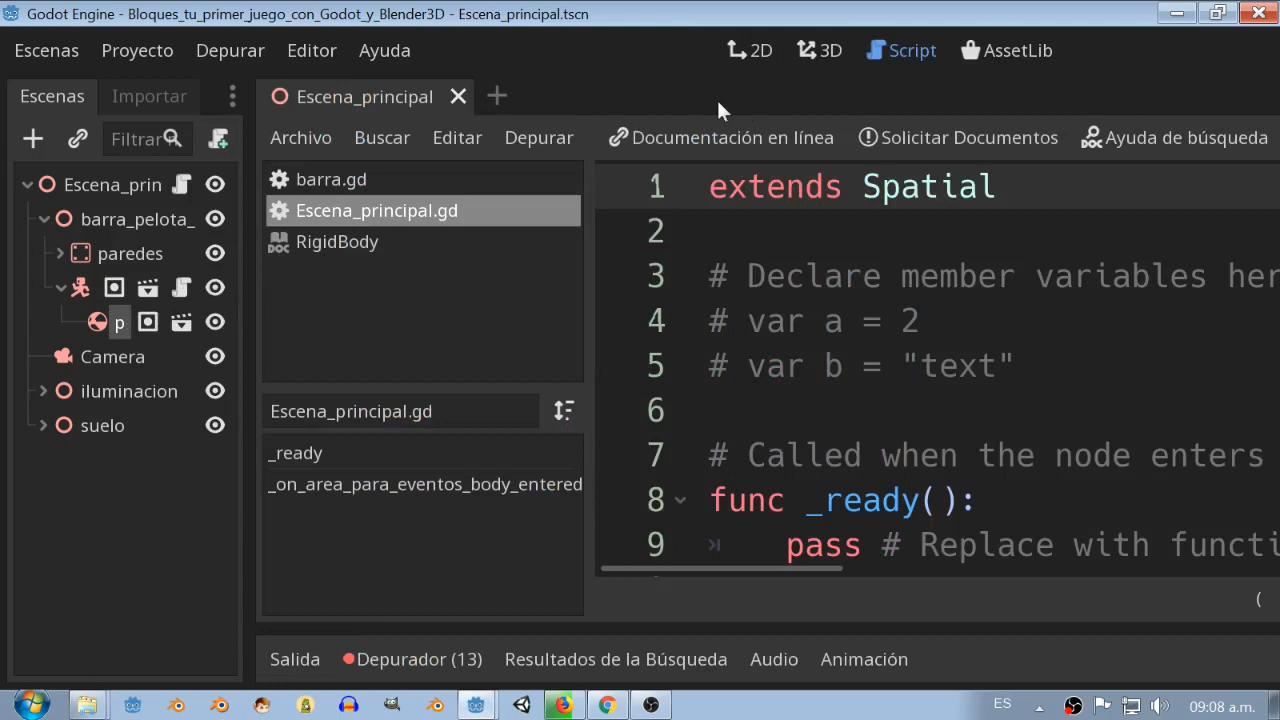 Godot Engine - Bloques_tu_primer_juego_con_Godot_y_Blender3D - Escena_principal.tscn
Escenas Proyecto Depurar Editor Ayuda 2D 3D Script AssetLib
Escenas Importar Escena_principal
Filtrar Archivo Buscar Editar Depurar Documentación en línea Solicitar Documentos Ayuda de búsqueda
Escena_prin
barra_pelota_
paredes
p
Camera
iluminacion
suelo
barra.gd
Escena_principal.gd
RigidBody
DOC
Escena_principal.gd
_ready
_on_area_para_eventos_body_entered
1 extends Spatial
2
3 # Declare member variables her
4 # var a = 2
5 # var b = "text"
6
7 # Called when the node enters
8 func _ready():
9 pass # Replace with functi
(
Salida Depurador (13) Resultados de la Búsqueda Audio Animación
ES 09:08 a.m.